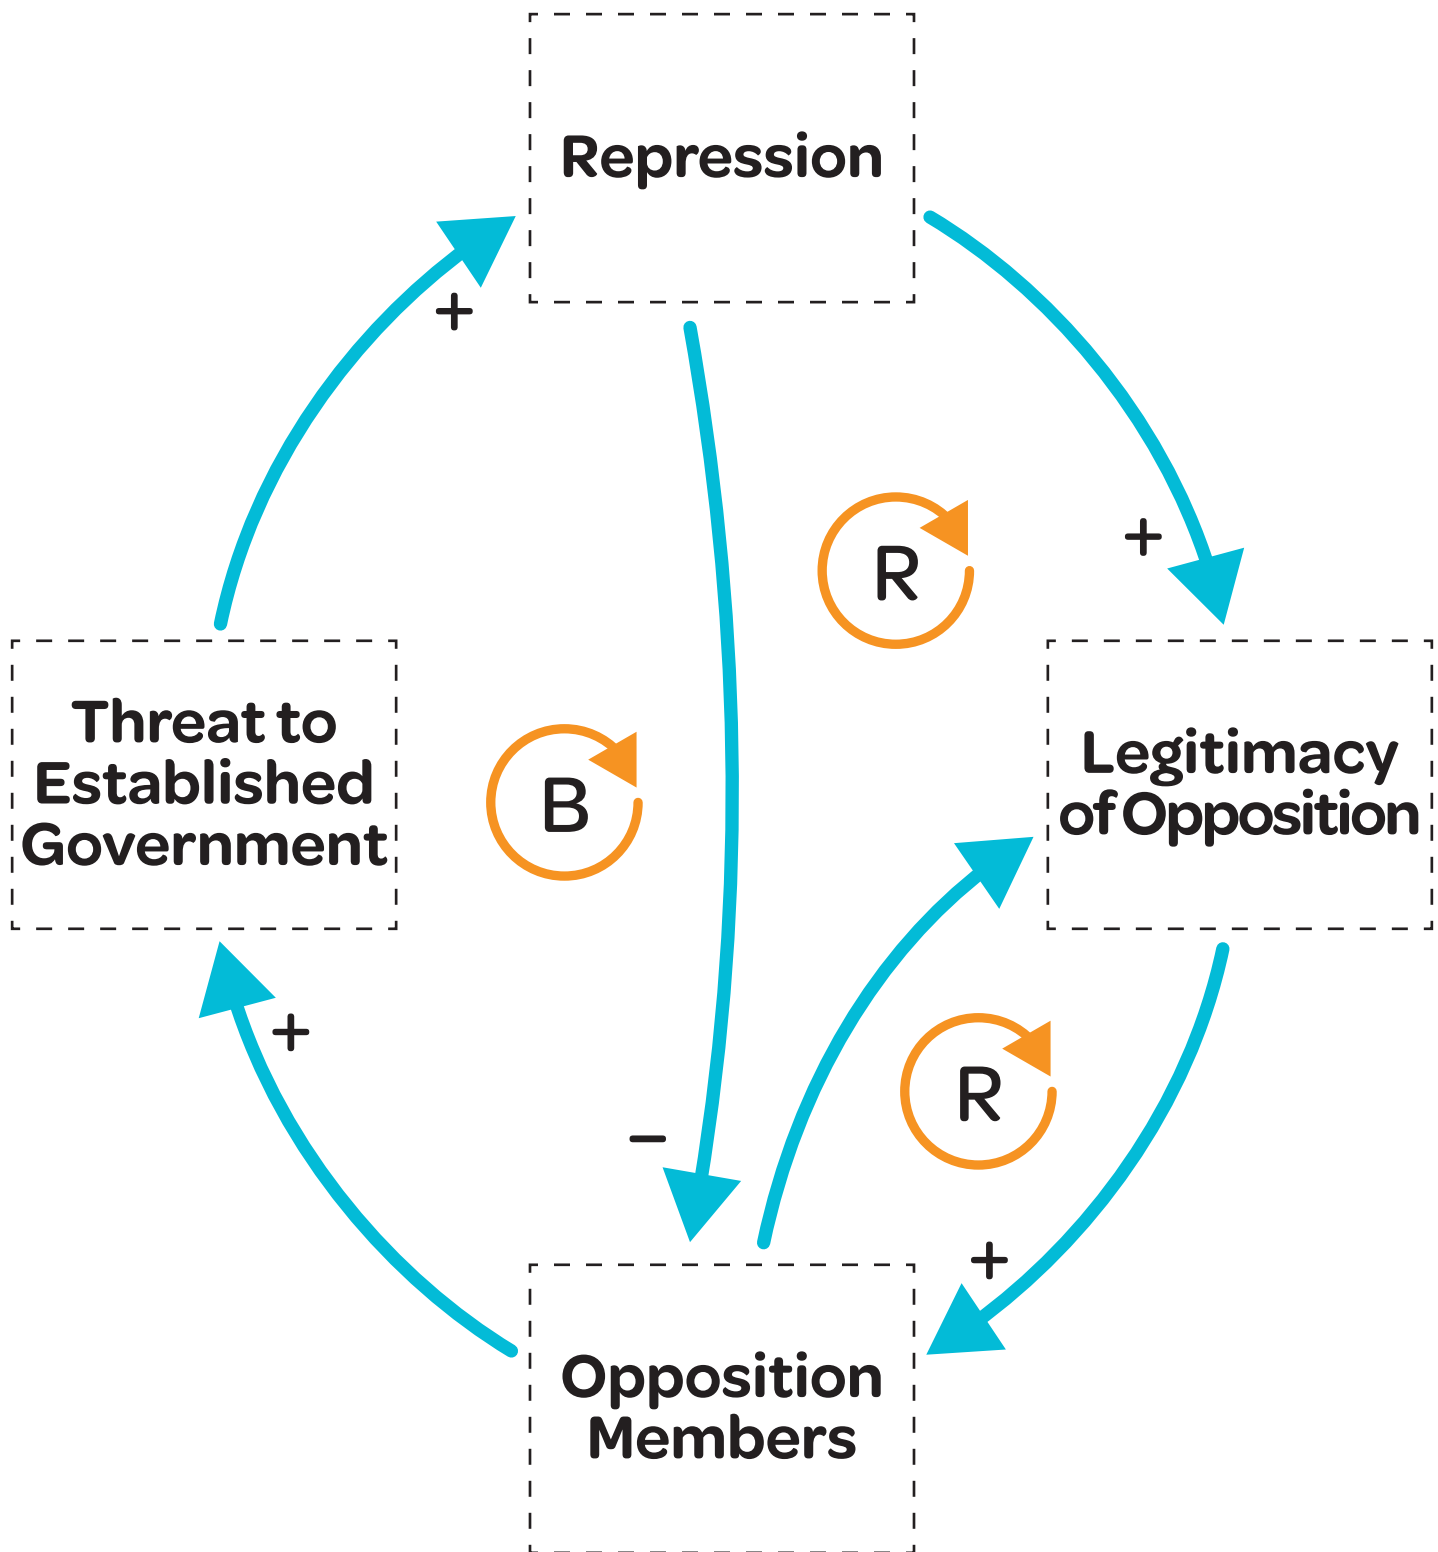 Repression
+
+
R
Threat to
Established
Government
Legitimacy
of Opposition
B
+
R
−
+
Opposition
Members